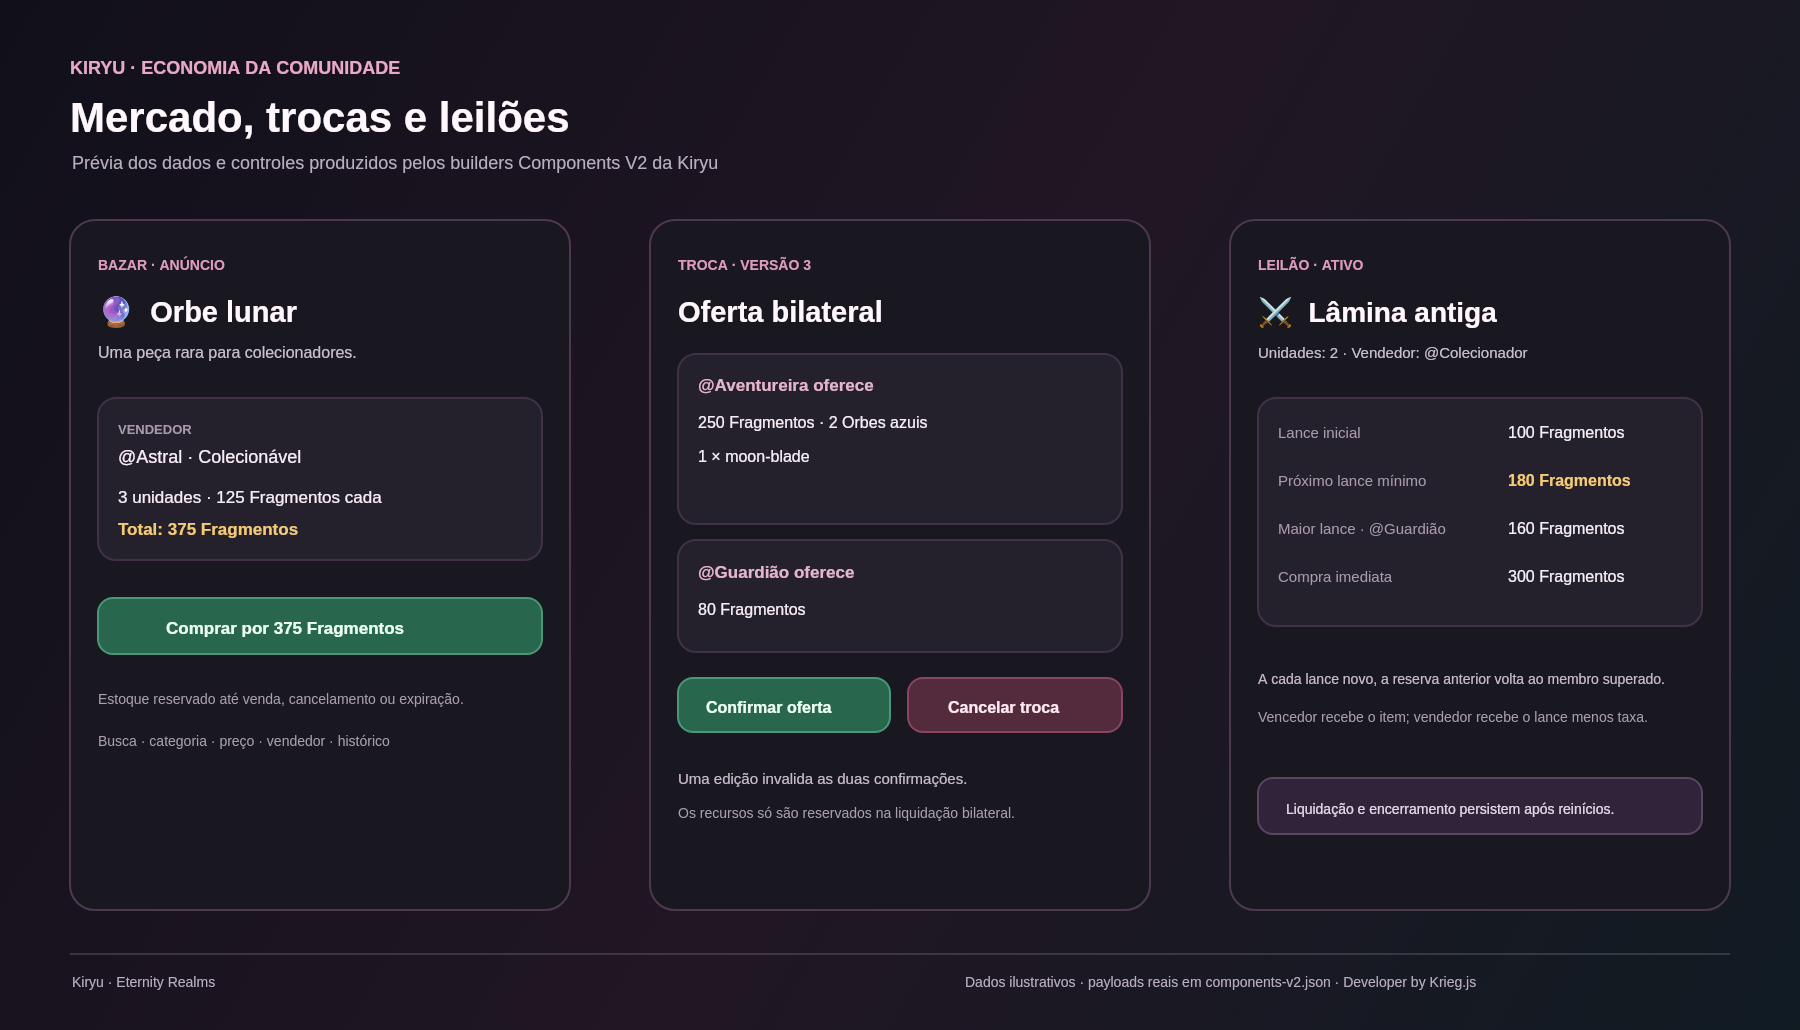 KIRYU · ECONOMIA DA COMUNIDADE
Mercado, trocas e leilões
Prévia dos dados e controles produzidos pelos builders Components V2 da Kiryu
BAZAR · ANÚNCIO
🔮 Orbe lunar
Uma peça rara para colecionadores.
VENDEDOR
@Astral · Colecionável
3 unidades · 125 Fragmentos cada
Total: 375 Fragmentos
Comprar por 375 Fragmentos
Estoque reservado até venda, cancelamento ou expiração.
Busca · categoria · preço · vendedor · histórico
TROCA · VERSÃO 3
Oferta bilateral
@Aventureira oferece
250 Fragmentos · 2 Orbes azuis
1 × moon-blade
@Guardião oferece
80 Fragmentos
Confirmar oferta
Cancelar troca
Uma edição invalida as duas confirmações.
Os recursos só são reservados na liquidação bilateral.
LEILÃO · ATIVO
⚔️ Lâmina antiga
Unidades: 2 · Vendedor: @Colecionador
Lance inicial 100 Fragmentos
Próximo lance mínimo 180 Fragmentos
Maior lance · @Guardião 160 Fragmentos
Compra imediata 300 Fragmentos
A cada lance novo, a reserva anterior volta ao membro superado.
Vencedor recebe o item; vendedor recebe o lance menos taxa.
Liquidação e encerramento persistem após reinícios.
Kiryu · Eternity Realms
Dados ilustrativos · payloads reais em components-v2.json · Developer by Krieg.js